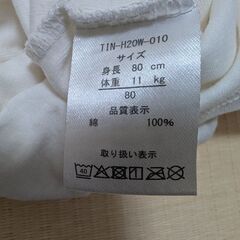 TIN-H20W-010
サイズ
身長 80 cm
体重 11 kg
80
品質表示
綿 100%
取り扱い表示
40